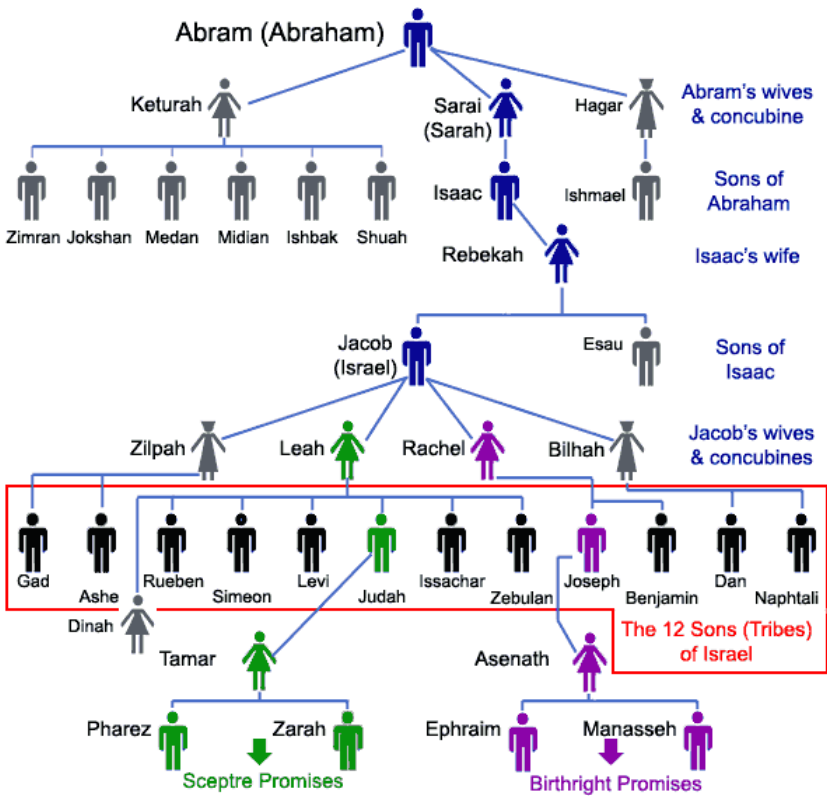 Abram (Abraham)
Keturah
Sarai
(Sarah)
Hagar
Abram's wives
& concubine
Zimran
Jokshan
Medan
Midian
Ishbak
Shuah
Isaac
Ishmael
Sons of
Abraham
Rebekah
Isaac's wife
Jacob
(Israel)
Esau
Sons of
Isaac
Zilpah
Leah
Rachel
Bilhah
Jacob's wives
& concubines
Gad
Ashe
Rueben
Simeon
Levi
Judah
Issachar
Zebulan
Joseph
Benjamin
Dan
Naphtali
Dinah
The 12 Sons (Tribes)
of Israel
Tamar
Asenath
Pharez
Zarah
Ephraim
Manasseh
Sceptre Promises
Birthright Promises